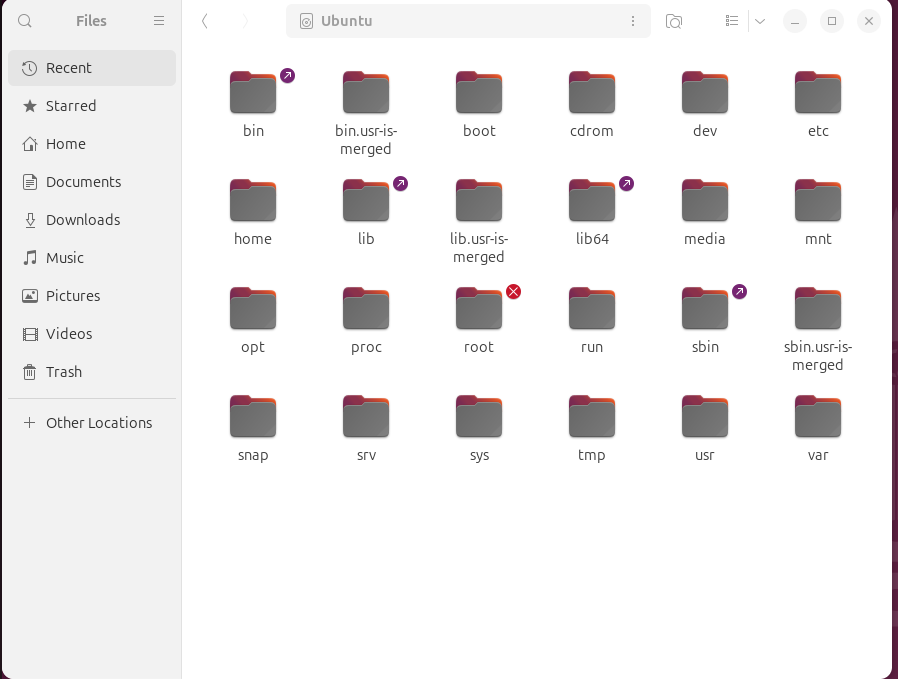 Files
Ubuntu
Recent
Starred
Home
Documents
Downloads
Music
Pictures
Videos
Trash
Other Locations
bin
bin.usr-is-
merged
boot
cdrom
dev
etc
home
lib
lib.usr-is-
merged
lib64
media
mnt
opt
proc
root
run
sbin
sbin.usr-is-
merged
snap
srv
sys
tmp
usr
var